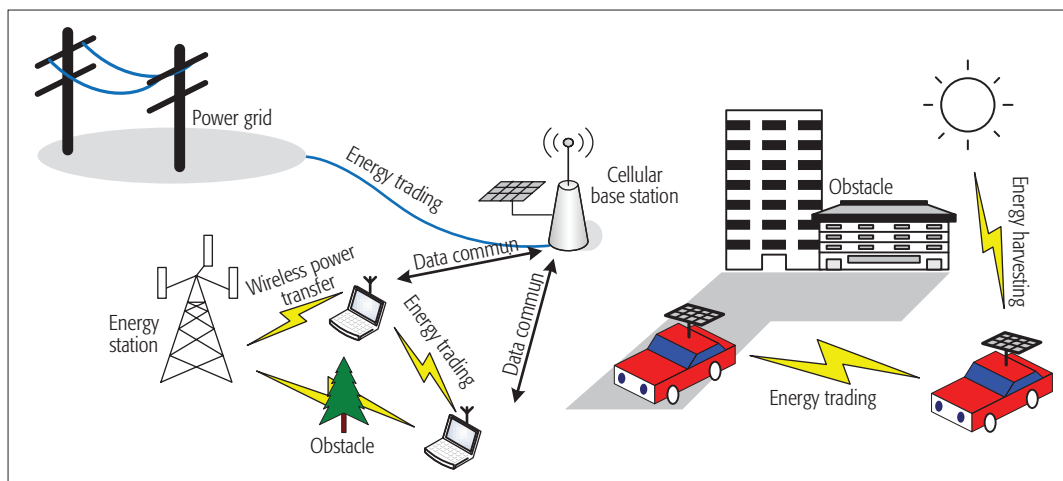 Power grid
Energy trading
Cellular
base station
Obstacle
Energy harvesting
Data commun
Wireless power
transfer
Energy
station
Energy trading
Data commun
Obstacle
Energy trading